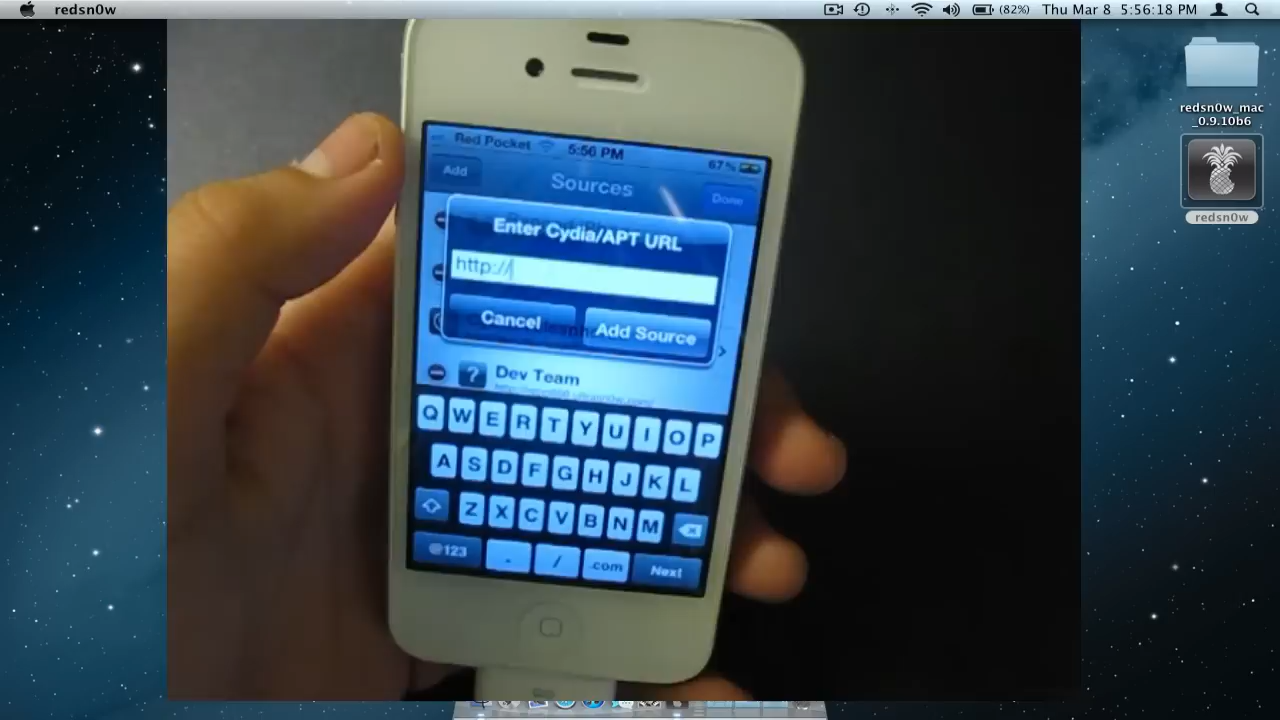 redsn0w
(82%)
Thu Mar 8 5:56:18 PM
redsn0w_mac
_0.9.10b6
redsn0w
Red Pocket
5:56 PM
67%
Add
Sources
Done
Enter Cydia/APT URL
http://
Cancel
Add Source
? Dev Team
Q W E R T Y U I O P
A S D F G H J K L
Z X C V B N M
@123 . / .com Next